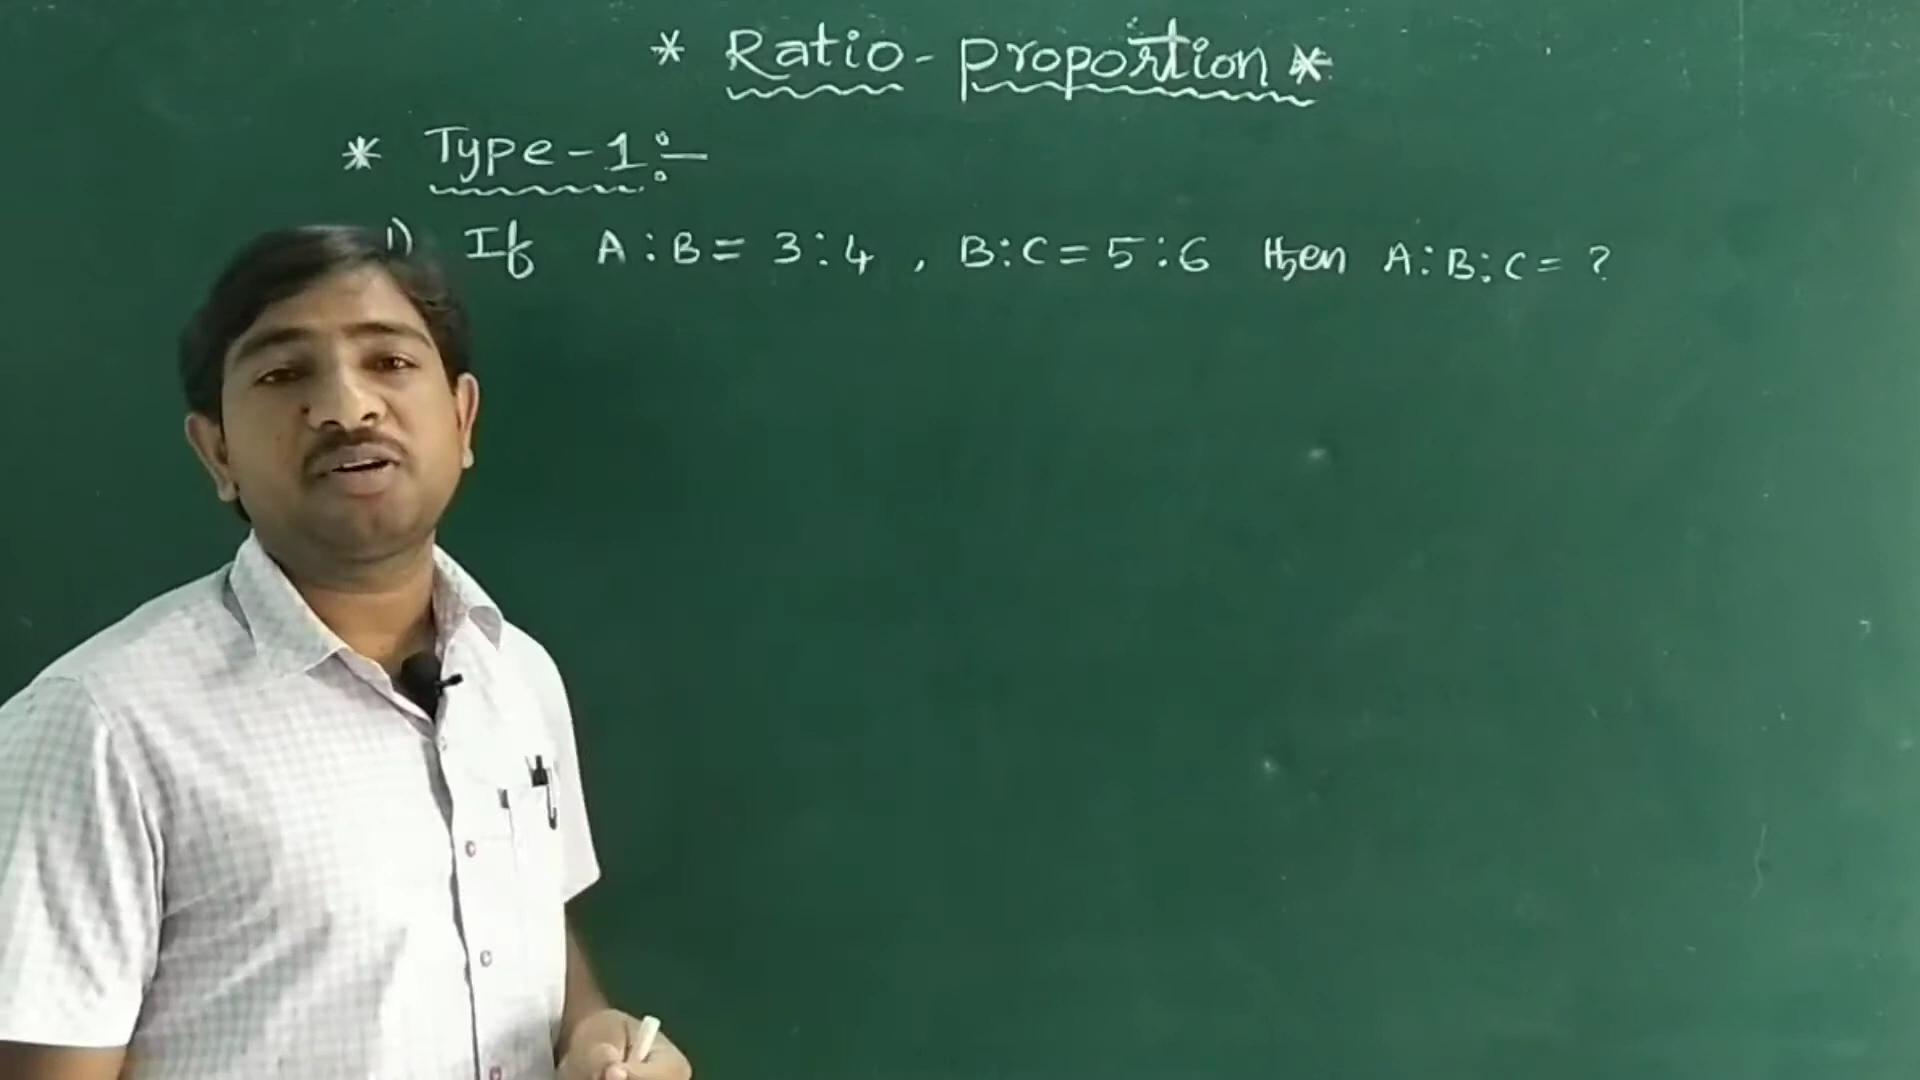 * Ratio - proportion *
* Type-1:-
1) If A:B = 3:4 , B:C = 5:6 then A:B:C = ?